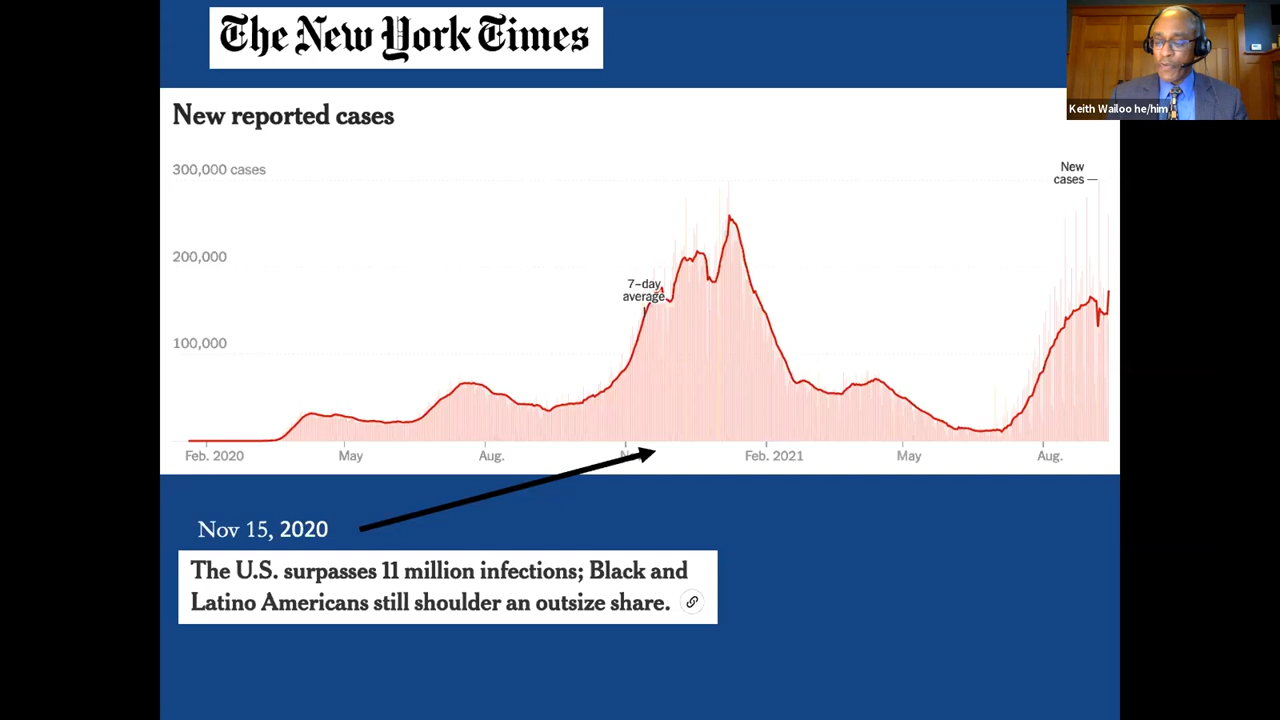 The New York Times
Keith Wailoo he/him
New reported cases
300,000 cases
New
cases
200,000
7–day
average
100,000
Feb. 2020
May
Aug.
Feb. 2021
May
Aug.
Nov 15, 2020
The U.S. surpasses 11 million infections; Black and
Latino Americans still shoulder an outsize share.